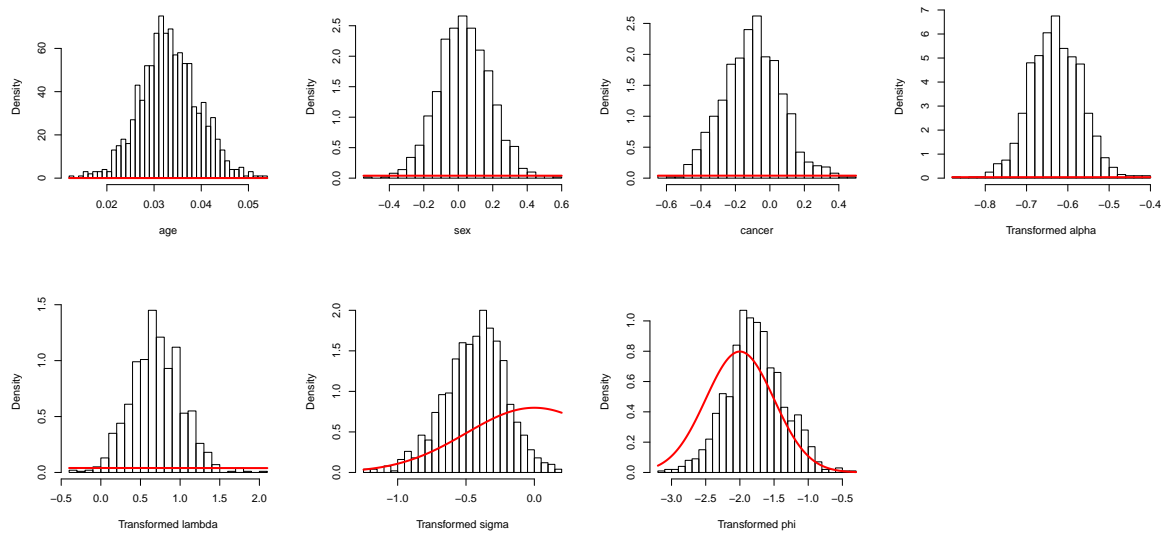 Density
0 20 40 60
0.02 0.03 0.04 0.05
age
Density
0.0 0.5 1.0 1.5 2.0 2.5
−0.4 −0.2 0.0 0.2 0.4 0.6
sex
Density
0.0 0.5 1.0 1.5 2.0 2.5
−0.6 −0.4 −0.2 0.0 0.2 0.4
cancer
Density
0 1 2 3 4 5 6 7
−0.8 −0.7 −0.6 −0.5 −0.4
Transformed alpha
Density
0.0 0.5 1.0 1.5
−0.5 0.0 0.5 1.0 1.5 2.0
Transformed lambda
Density
0.0 0.5 1.0 1.5 2.0
−1.0 −0.5 0.0
Transformed sigma
Density
0.0 0.2 0.4 0.6 0.8 1.0
−3.0 −2.5 −2.0 −1.5 −1.0 −0.5
Transformed phi